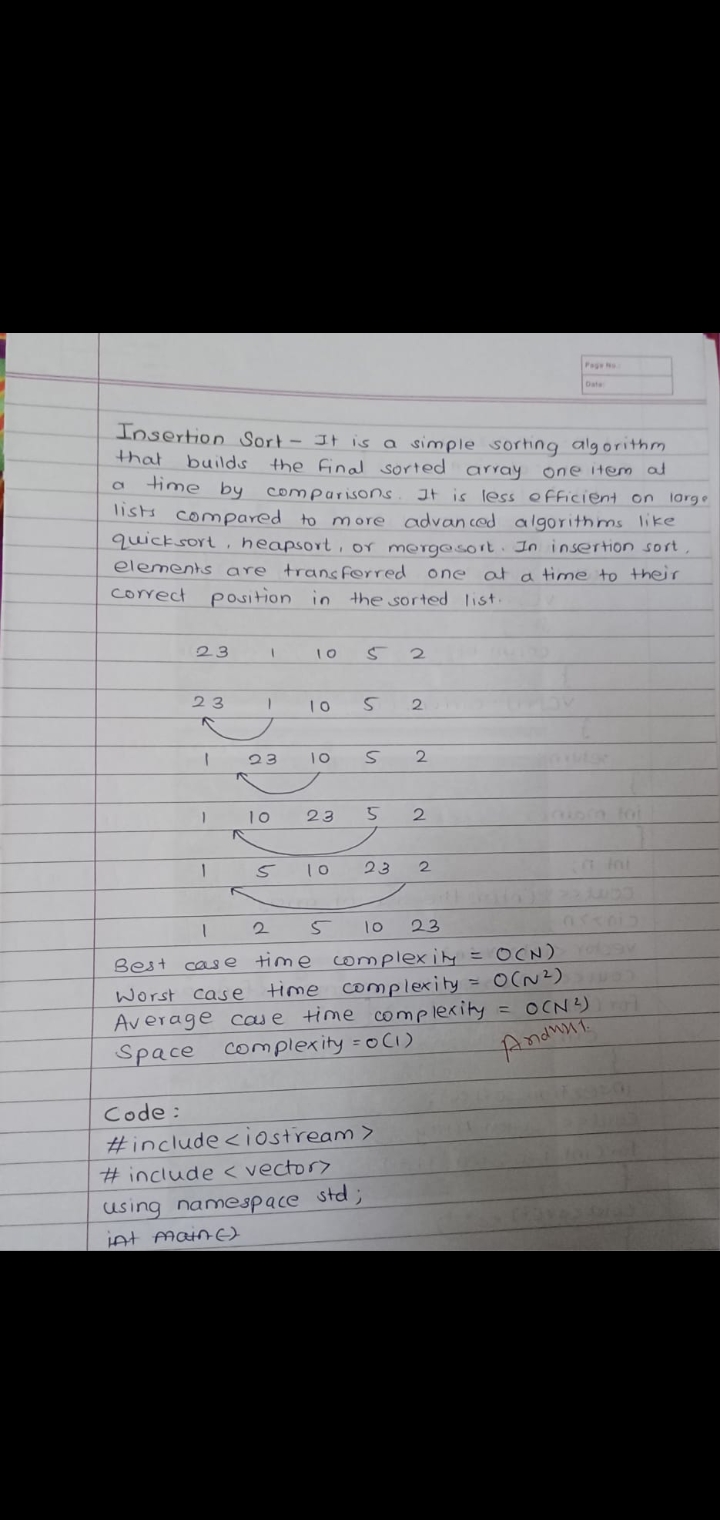 Page No.:
Date:
Insertion Sort - It is a simple sorting algorithm
that builds the final sorted array one item at
a time by comparisons. It is less efficient on large
lists compared to more advanced algorithms like
quicksort, heapsort, or mergesort. In insertion sort,
elements are transferred one at a time to their
correct position in the sorted list.
23 1 10 5 2
23 1 10 5 2
1 23 10 5 2
1 10 23 5 2
1 5 10 23 2
1 2 5 10 23
Best case time complexity = O(N)
Worst case time complexity = O(N²)
Average case time complexity = O(N²)
Space complexity = O(1)
Code:
#include<iostream>
#include <vector>
using namespace std;
int main()